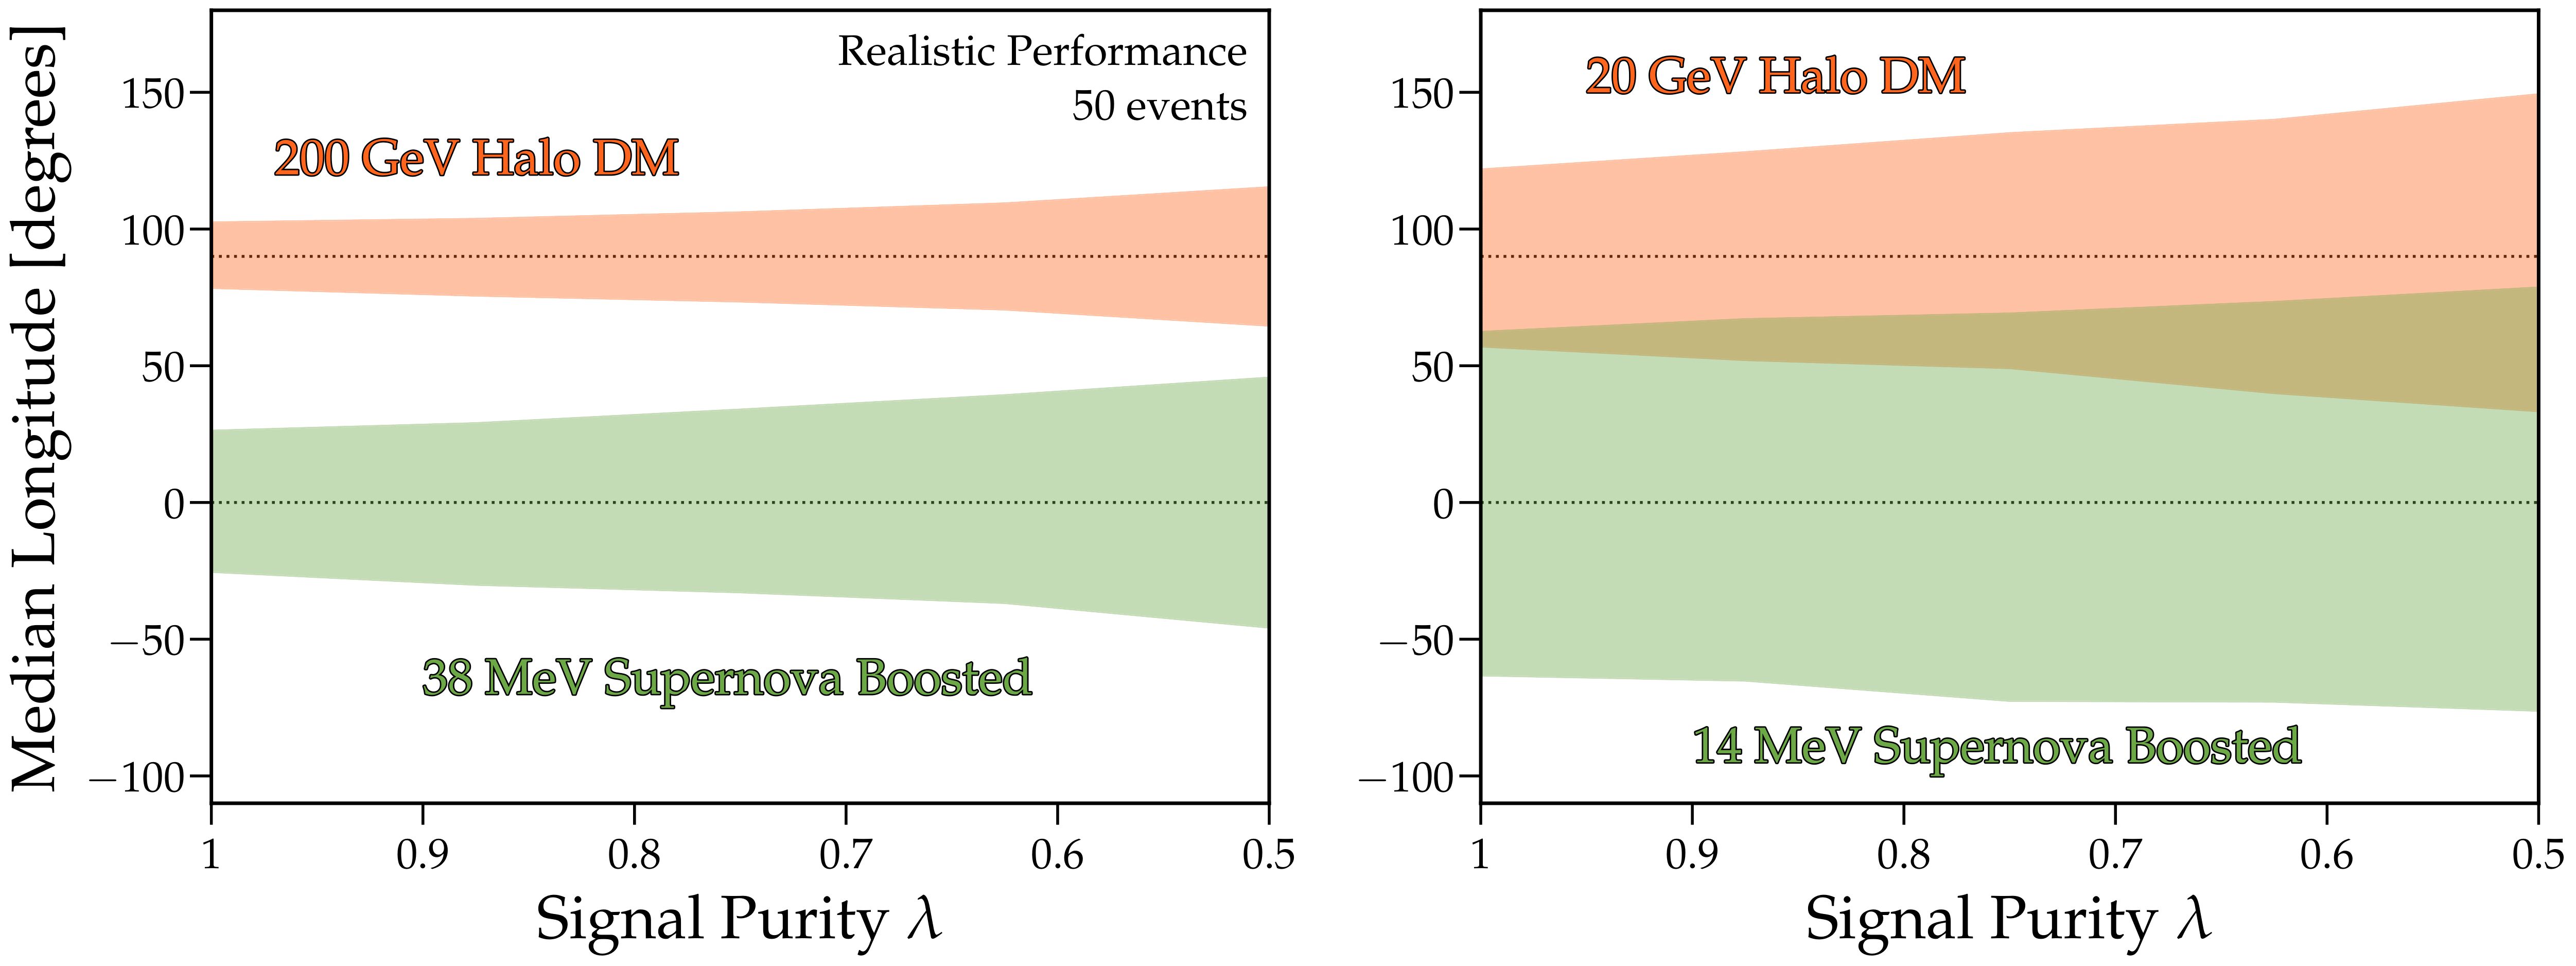 Median Longitude [degrees]
150
100
50
0
−50
−100
Realistic Performance
50 events
200 GeV Halo DM
38 MeV Supernova Boosted
1 0.9 0.8 0.7 0.6 0.5
Signal Purity λ
150
100
50
0
−50
−100
20 GeV Halo DM
14 MeV Supernova Boosted
1 0.9 0.8 0.7 0.6 0.5
Signal Purity λ